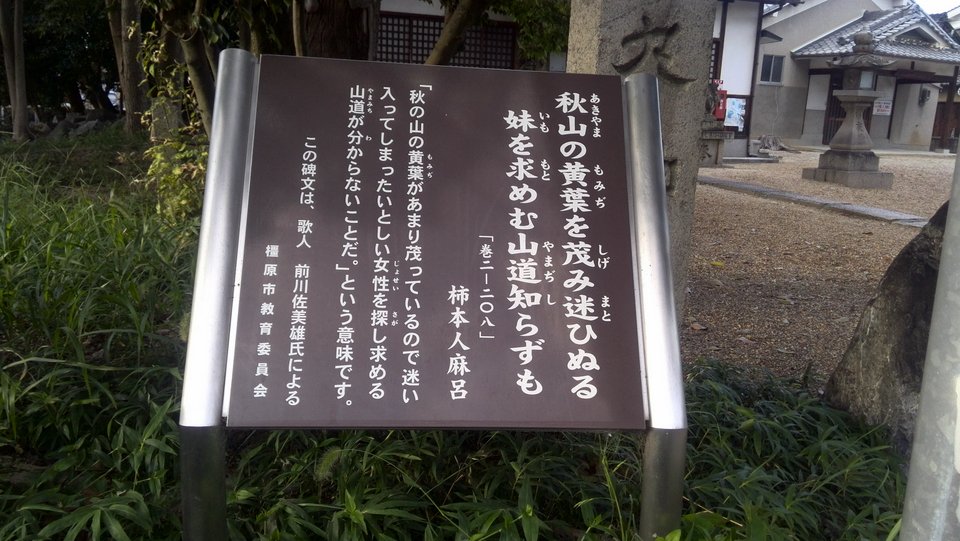 秋山の黄葉を茂み迷ひぬる
妹を求めむ山道知らずも
「巻二―二〇八」
柿本人麻呂
「秋の山の黄葉があまり茂っているので迷い
入ってしまったいとしい女性を探し求める
山道が分からないことだ。」という意味です。
この碑文は、歌人 前川佐美雄氏による
橿原市教育委員会